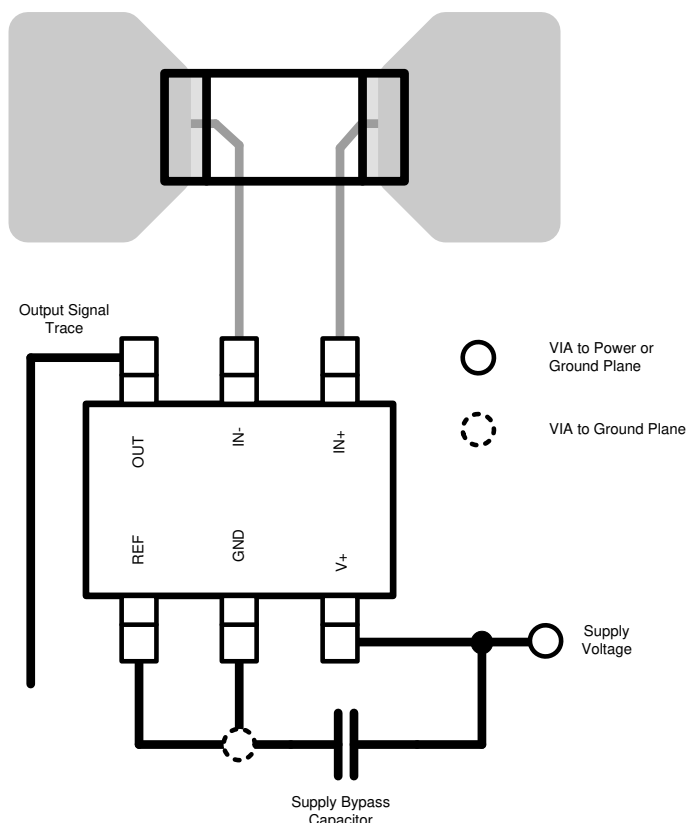 Output Signal
Trace
VIA to Power or
Ground Plane
VIA to Ground Plane
OUT
IN-
IN+
REF
GND
V+
Supply
Voltage
Supply Bypass
Capacitor